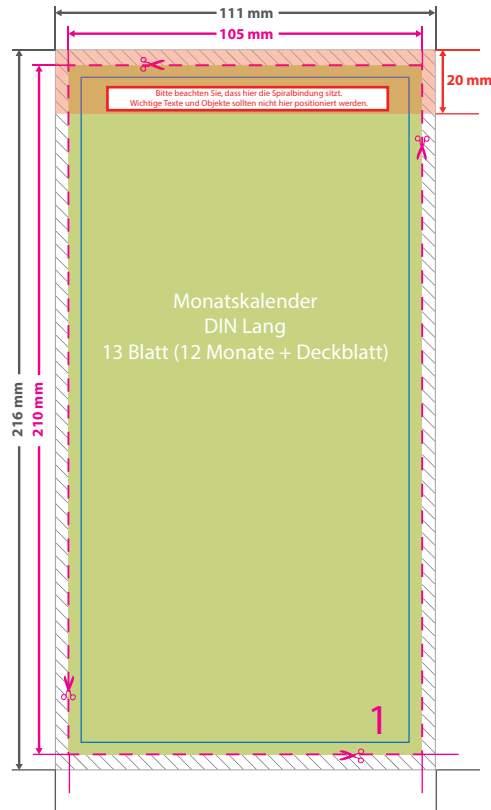 111 mm
105 mm
20 mm
Bitte beachten Sie, dass hier die Spiralbindung sitzt.
Wichtige Texte und Objekte sollten nicht hier positioniert werden.
Monatskalender
DIN Lang
13 Blatt (12 Monate + Deckblatt)
216 mm
210 mm
1